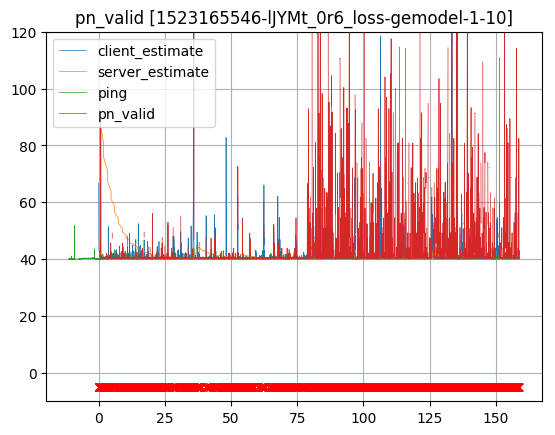 pn_valid [1523165546-lJYMt_0r6_loss-gemodel-1-10]
120
100
80
60
40
20
0
client_estimate
server_estimate
ping
pn_valid
0
25
50
75
100
125
150